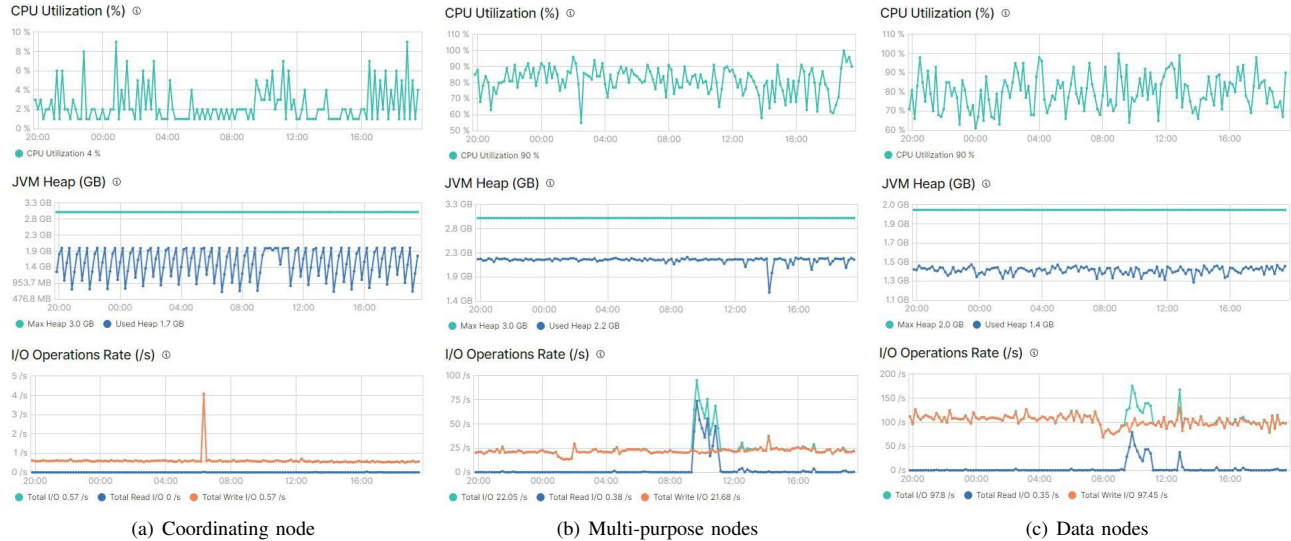 CPU Utilization (%)
10 %
8 %
6 %
4 %
2 %
0 %
20:00 00:00 04:00 08:00 12:00 16:00
CPU Utilization 4 %
JVM Heap (GB)
3.3 GB
2.8 GB
2.3 GB
1.9 GB
1.4 GB
953.7 MB
476.8 MB
20:00 00:00 04:00 08:00 12:00 16:00
Max Heap 3.0 GB Used Heap 1.7 GB
I/O Operations Rate (/s)
5 /s
4 /s
3 /s
2 /s
1 /s
0 /s
20:00 00:00 04:00 08:00 12:00 16:00
Total I/O 0.57 /s Total Read I/O 0 /s Total Write I/O 0.57 /s
(a) Coordinating node
CPU Utilization (%)
110 %
100 %
90 %
80 %
70 %
60 %
50 %
20:00 00:00 04:00 08:00 12:00 16:00
CPU Utilization 90 %
JVM Heap (GB)
3.3 GB
2.8 GB
2.3 GB
1.9 GB
1.4 GB
20:00 00:00 04:00 08:00 12:00 16:00
Max Heap 3.0 GB Used Heap 2.2 GB
I/O Operations Rate (/s)
100 /s
75 /s
50 /s
25 /s
0 /s
20:00 00:00 04:00 08:00 12:00 16:00
Total I/O 22.05 /s Total Read I/O 0.38 /s Total Write I/O 21.68 /s
(b) Multi-purpose nodes
CPU Utilization (%)
110 %
100 %
90 %
80 %
70 %
60 %
20:00 00:00 04:00 08:00 12:00 16:00
CPU Utilization 90 %
JVM Heap (GB)
2.0 GB
1.9 GB
1.7 GB
1.6 GB
1.5 GB
1.4 GB
1.3 GB
1.2 GB
1.1 GB
20:00 00:00 04:00 08:00 12:00 16:00
Max Heap 2.0 GB Used Heap 1.4 GB
I/O Operations Rate (/s)
200 /s
150 /s
100 /s
50 /s
0 /s
20:00 00:00 04:00 08:00 12:00 16:00
Total I/O 97.8 /s Total Read I/O 0.35 /s Total Write I/O 97.45 /s
(c) Data nodes